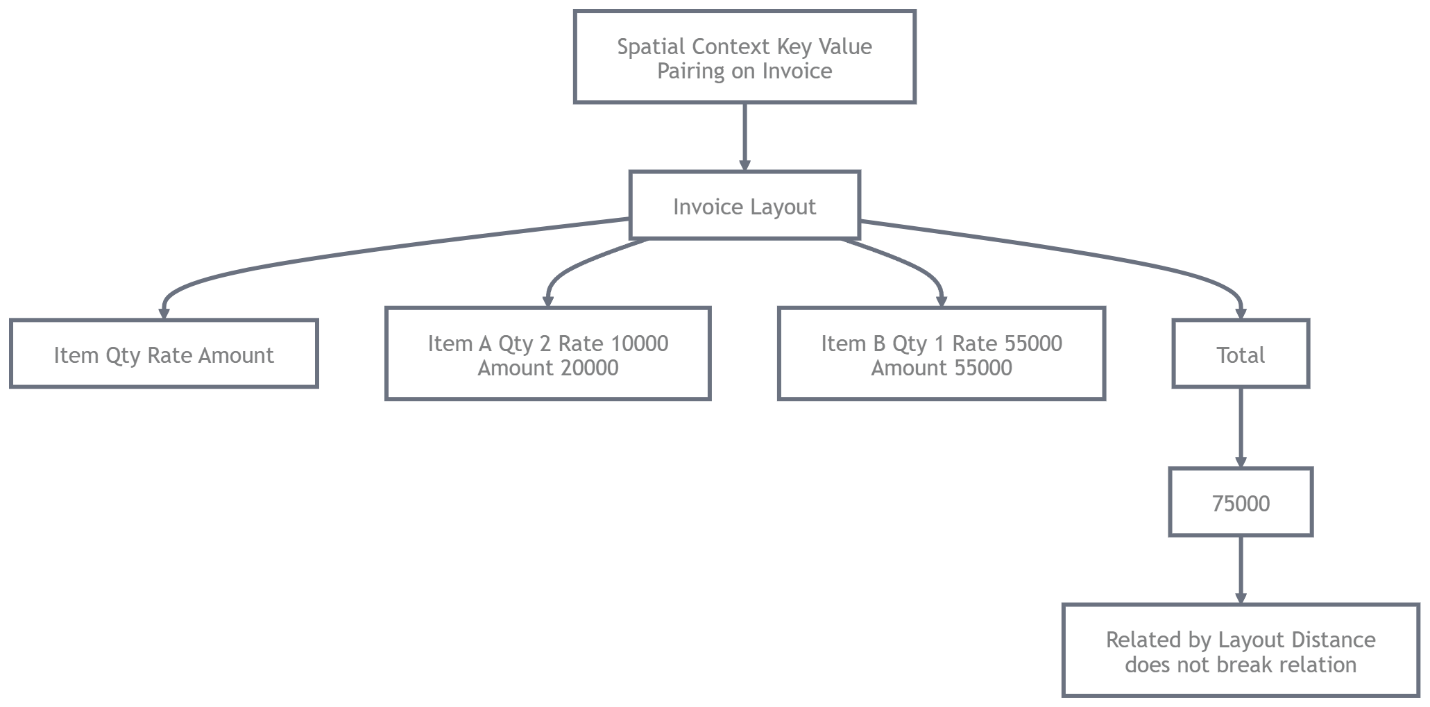 Spatial Context Key Value
Pairing on Invoice
Invoice Layout
Item Qty Rate Amount
Item A Qty 2 Rate 10000
Amount 20000
Item B Qty 1 Rate 55000
Amount 55000
Total
75000
Related by Layout Distance
does not break relation